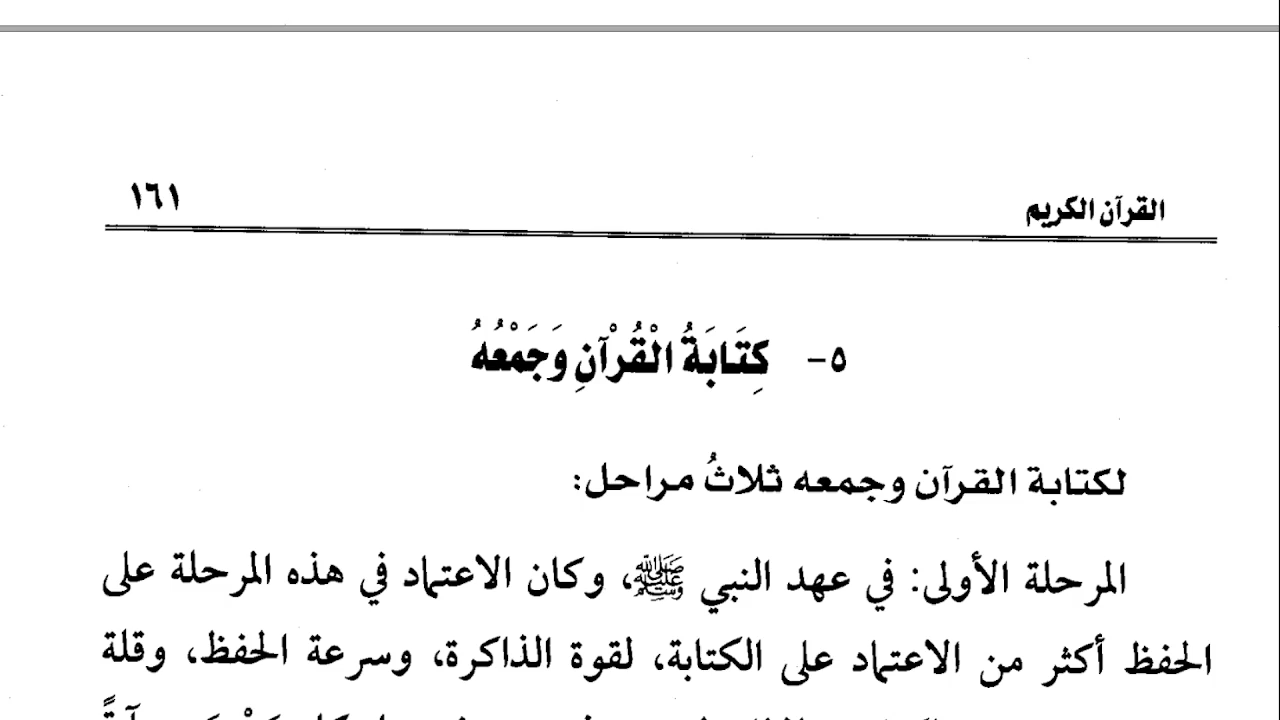 القرآن الكريم ١٦١
٥- كِتَابَةُ الْقُرْآنِ وَجَمْعُهُ
لكتابة القرآن وجمعه ثلاثُ مراحل:
المرحلة الأولى: في عهد النبي ﷺ، وكان الاعتماد في هذه المرحلة على
الحفظ أكثر من الاعتماد على الكتابة، لقوة الذاكرة، وسرعة الحفظ، وقلة